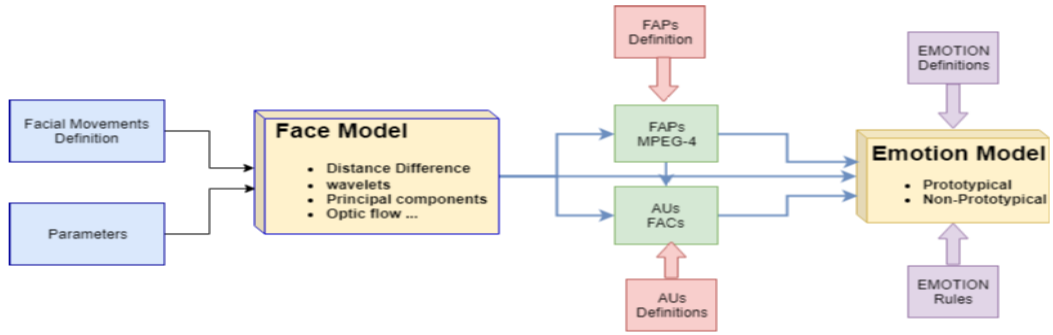 Facial Movements
Definition
Parameters
Face Model
• Distance Difference
• wavelets
• Principal components
• Optic flow ...
FAPs
Definition
FAPs
MPEG-4
AUs
FACs
AUs
Definitions
EMOTION
Definitions
Emotion Model
• Prototypical
• Non-Prototypical
EMOTION
Rules